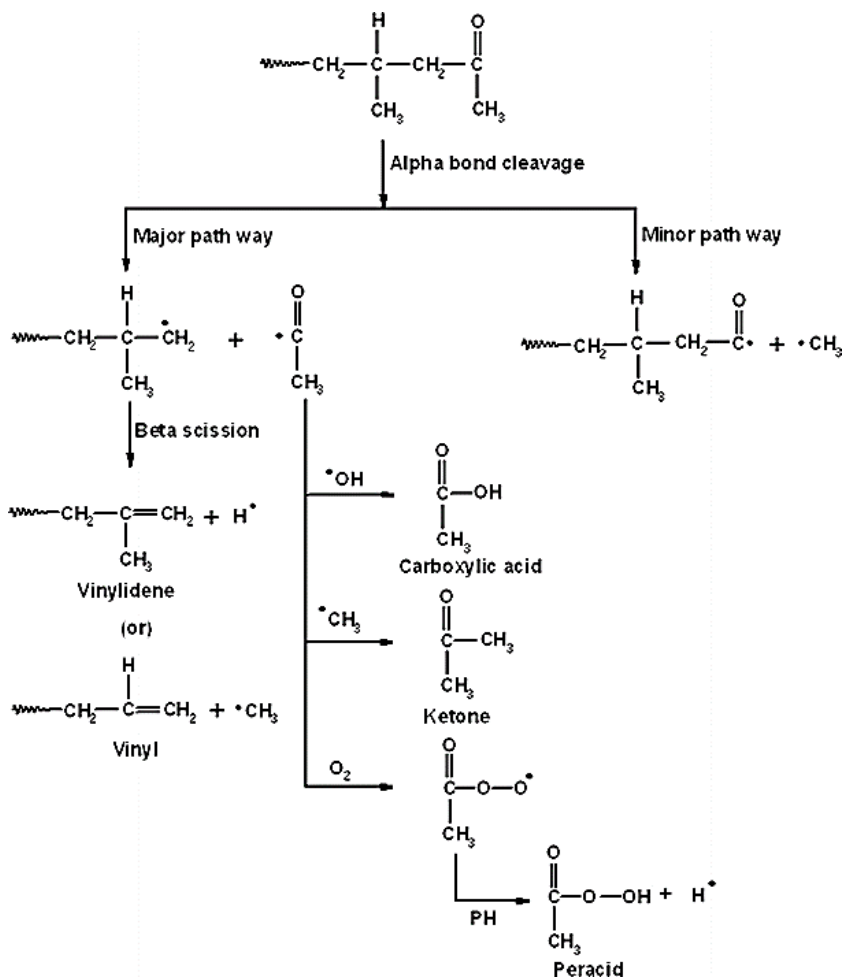 H O
CH₂—C—CH₂—C
CH₃ CH₃
Alpha bond cleavage
Major path way
Minor path way
H O
CH₂—C—CH₂• + •C
CH₃ CH₃
H O
CH₂—C—CH₂—C• + •CH₃
CH₃
Beta scission
CH₂—C=CH₂ + H•
CH₃
Vinylidene
(or)
H
CH₂—C=CH₂ + •CH₃
Vinyl
•OH
O
C—OH
CH₃
Carboxylic acid
•CH₃
O
C—CH₃
CH₃
Ketone
O₂
O
C—O—O•
CH₃
PH
O
C—O—OH + H•
CH₃
Peracid